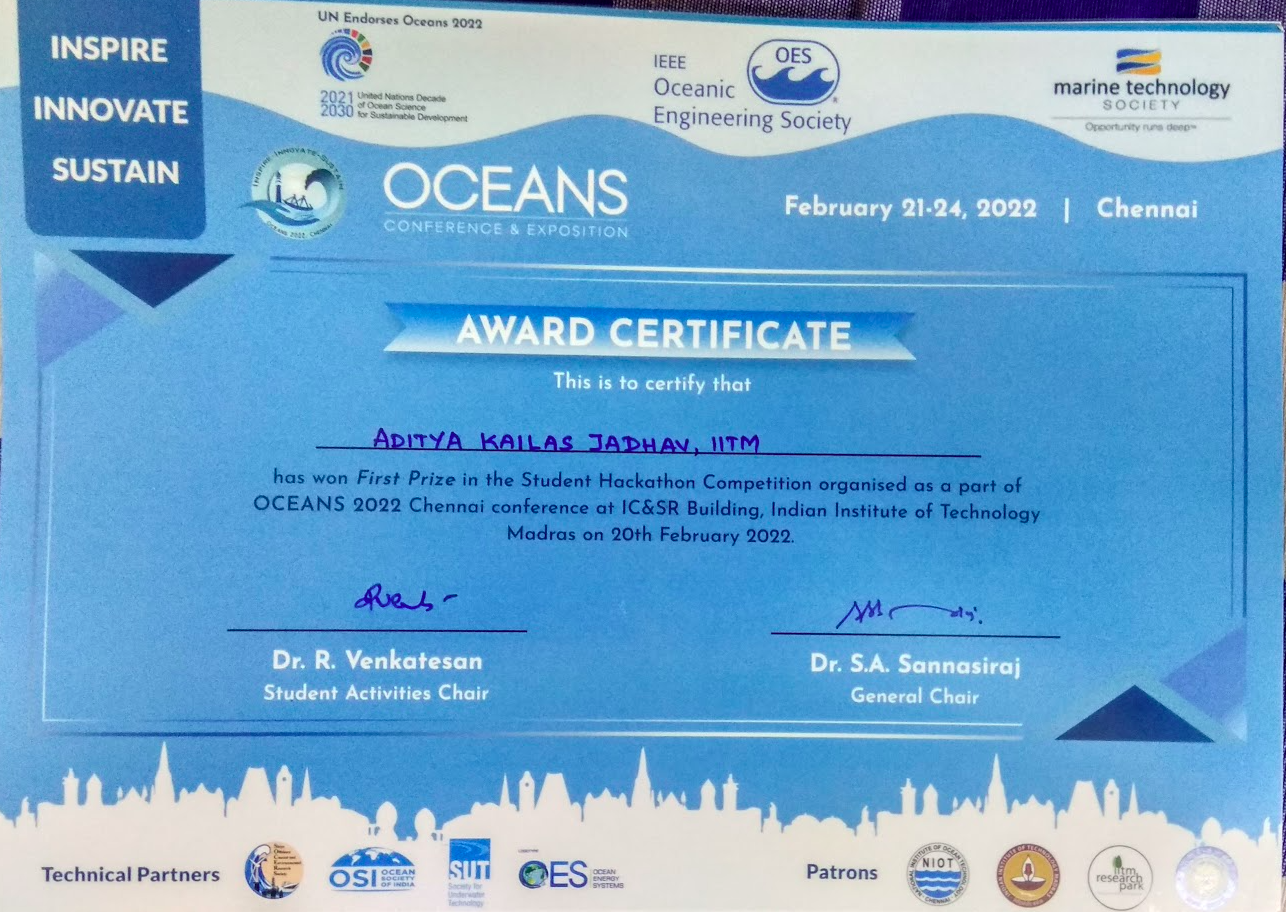 INSPIRE
INNOVATE
SUSTAIN
UN Endorses Oceans 2022
2021
2030
United Nations Decade
of Ocean Science
for Sustainable Development
IEEE
Oceanic
Engineering Society
OES
marine technology
SOCIETY
Opportunity runs deep™
INSPIRE-INNOVATE-SUSTAIN
OCEANS 2022, CHENNAI
OCEANS
CONFERENCE & EXPOSITION
February 21-24, 2022 | Chennai
AWARD CERTIFICATE
This is to certify that
ADITYA KAILAS JADHAV, IITM
has won First Prize in the Student Hackathon Competition organised as a part of
OCEANS 2022 Chennai conference at IC&SR Building, Indian Institute of Technology
Madras on 20th February 2022.
Dr. R. Venkatesan
Student Activities Chair
Dr. S.A. Sannasiraj
General Chair
Technical Partners
OSI OCEAN
SOCIETY
OF INDIA
SUT
Society for
Underwater
Technology
OES OCEAN
ENERGY
SYSTEMS
Patrons
NIOT
iitm
research
park